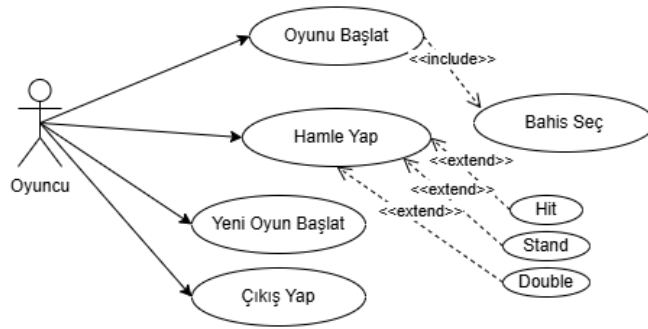 Oyunu Başlat
<<include>>
Bahis Seç
Oyuncu
Hamle Yap
<<extend>>
<<extend>>
<<extend>>
Hit
Yeni Oyun Başlat
Stand
Double
Çıkış Yap